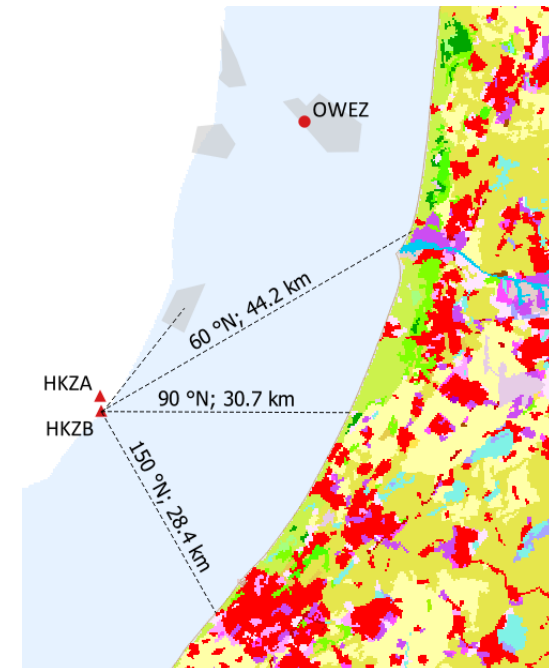 OWEZ
60 °N; 44.2 km
HKZA
90 °N; 30.7 km
HKZB
150 °N; 28.4 km